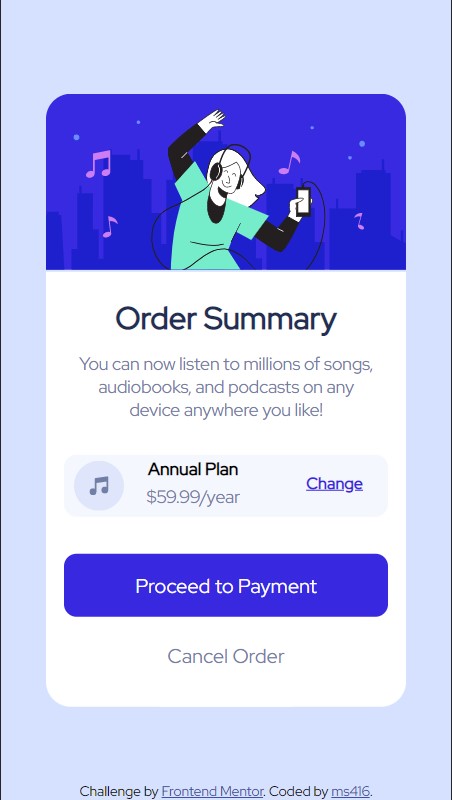 Order Summary
You can now listen to millions of songs,
audiobooks, and podcasts on any
device anywhere you like!
Annual Plan
$59.99/year
Change
Proceed to Payment
Cancel Order
Challenge by Frontend Mentor. Coded by ms416.